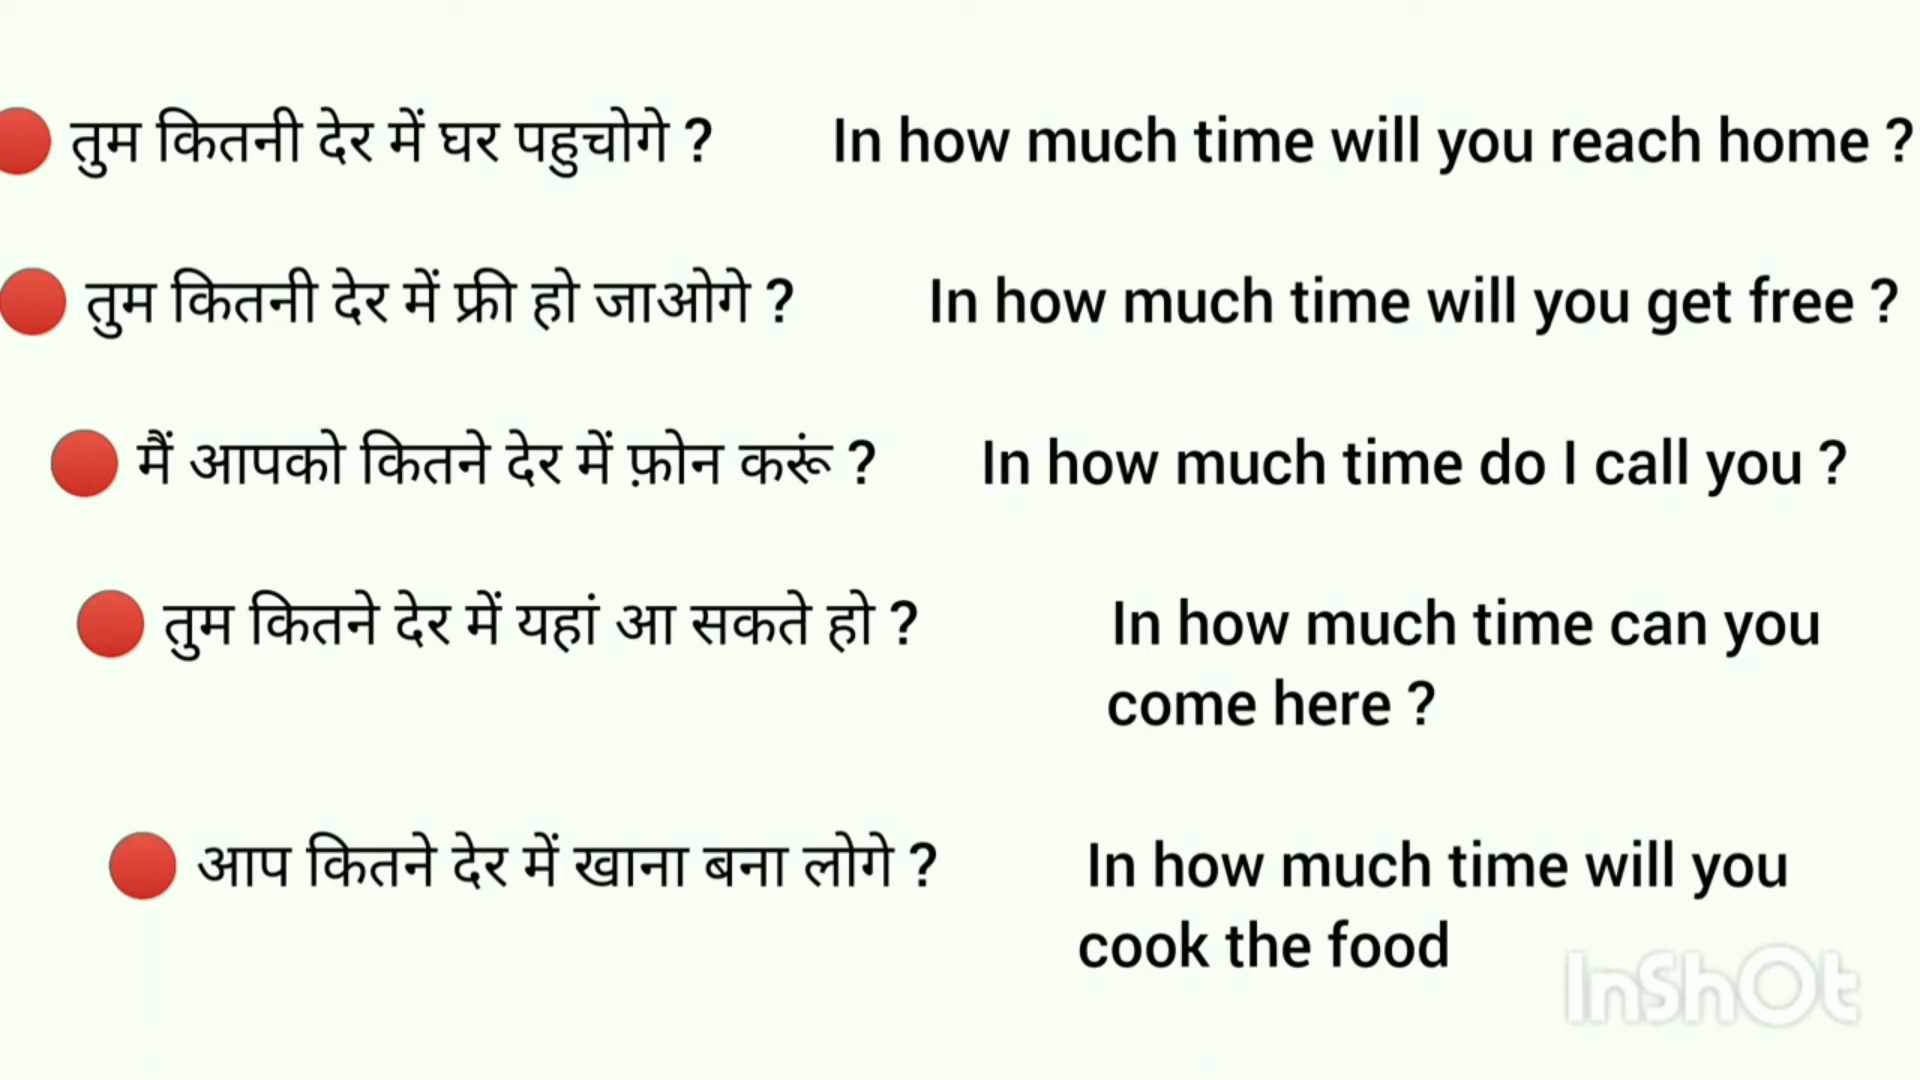 🔴 तुम कितनी देर में घर पहुचोगे ? In how much time will you reach home ?
🔴 तुम कितनी देर में फ्री हो जाओगे ? In how much time will you get free ?
🔴 मैं आपको कितने देर में फ़ोन करूं ? In how much time do I call you ?
🔴 तुम कितने देर में यहां आ सकते हो ? In how much time can you
come here ?
🔴 आप कितने देर में खाना बना लोगे ? In how much time will you
cook the food
InShOt